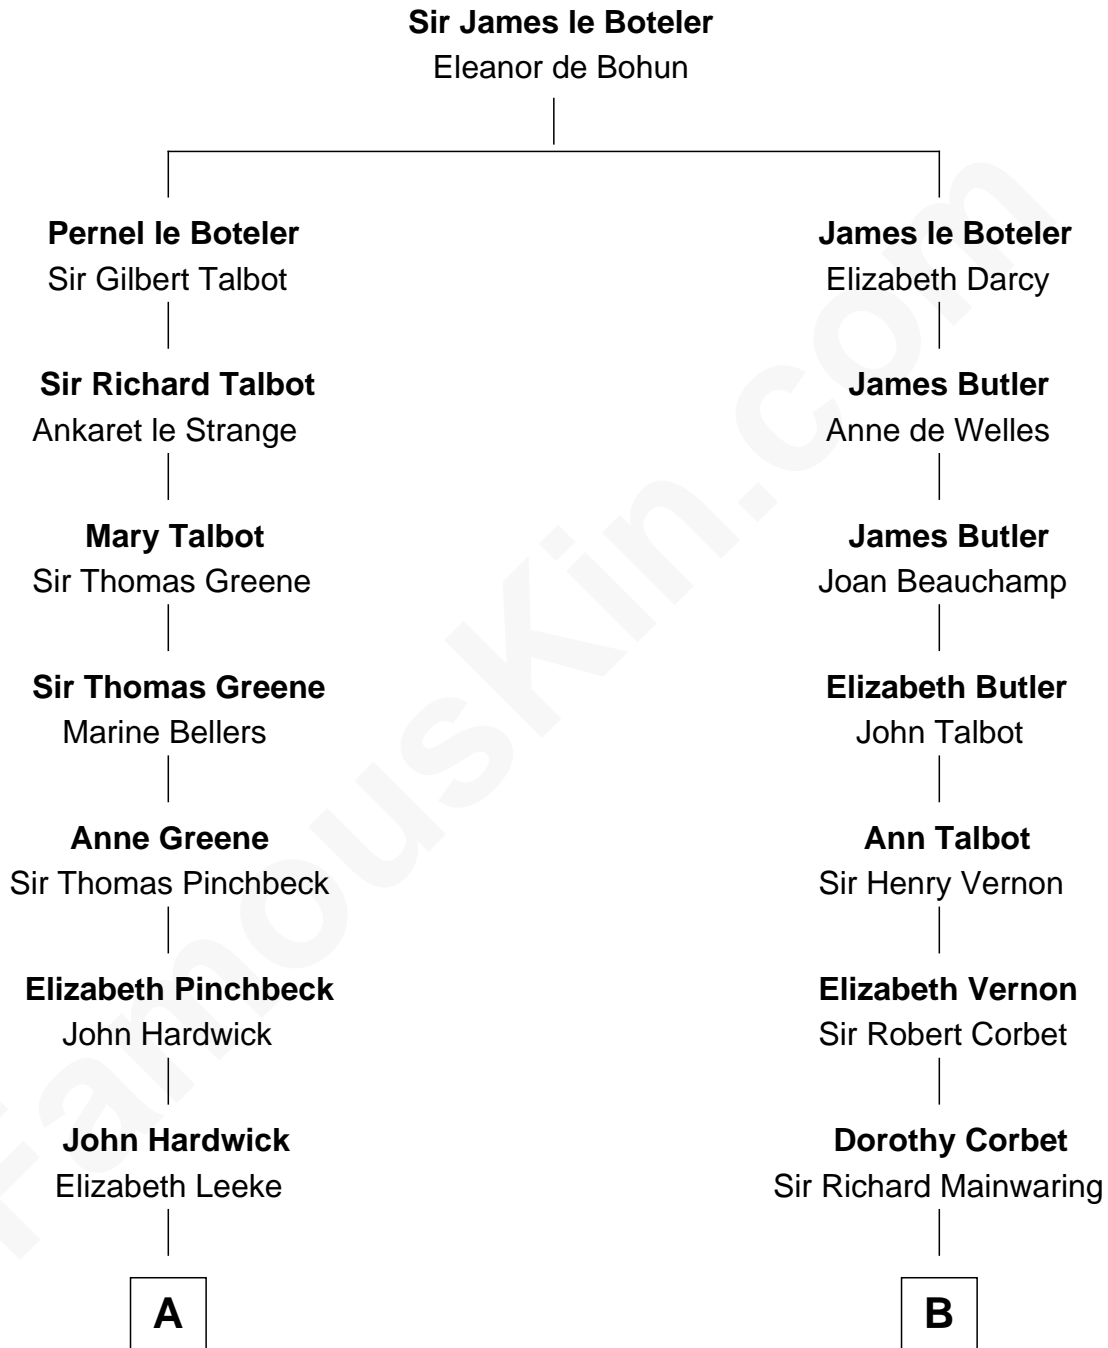 Sir James le Boteler
Eleanor de Bohun
Pernel le Boteler
Sir Gilbert Talbot
James le Boteler
Elizabeth Darcy
Sir Richard Talbot
Ankaret le Strange
James Butler
Anne de Welles
Mary Talbot
Sir Thomas Greene
James Butler
Joan Beauchamp
Sir Thomas Greene
Marine Bellers
Elizabeth Butler
John Talbot
Anne Greene
Sir Thomas Pinchbeck
Ann Talbot
Sir Henry Vernon
Elizabeth Pinchbeck
John Hardwick
Elizabeth Vernon
Sir Robert Corbet
John Hardwick
Elizabeth Leeke
Dorothy Corbet
Sir Richard Mainwaring
A
B
FamousKin.com